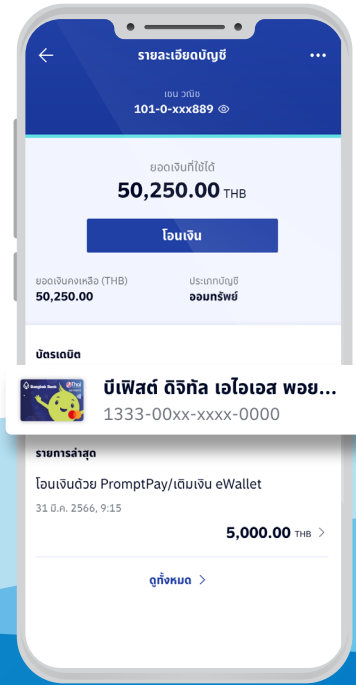 รายละเอียดบัญชี
เชน วณิช
101-0-xxx889
ยอดเงินที่ใช้ได้
50,250.00 THB
โอนเงิน
ยอดเงินคงเหลือ (THB)
50,250.00
ประเภทบัญชี
ออมทรัพย์
บัตรเดบิต
Bangkok Bank
บีเฟิสต์ ดิจิทัล เอไอเอส พอย...
1333-00xx-xxxx-0000
รายการล่าสุด
โอนเงินด้วย PromptPay/เติมเงิน eWallet
31 มี.ค. 2566, 9:15
5,000.00 THB
ดูทั้งหมด